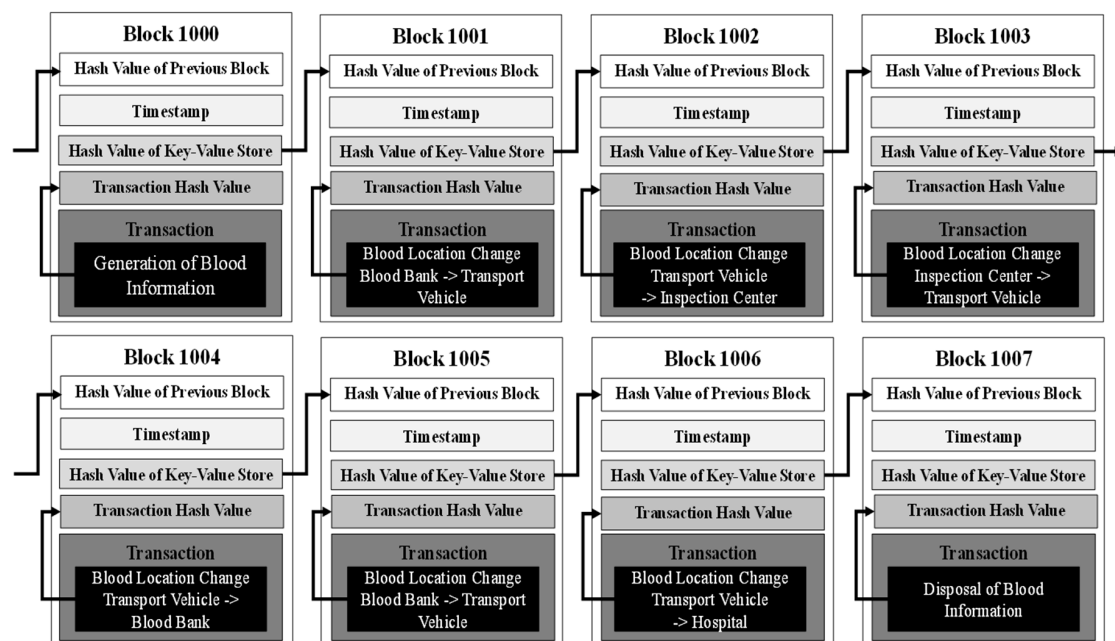 Block 1000
Hash Value of Previous Block
Timestamp
Hash Value of Key-Value Store
Transaction Hash Value
Transaction
Generation of Blood
Information
Block 1001
Hash Value of Previous Block
Timestamp
Hash Value of Key-Value Store
Transaction Hash Value
Transaction
Blood Location Change
Blood Bank -> Transport
Vehicle
Block 1002
Hash Value of Previous Block
Timestamp
Hash Value of Key-Value Store
Transaction Hash Value
Transaction
Blood Location Change
Transport Vehicle
-> Inspection Center
Block 1003
Hash Value of Previous Block
Timestamp
Hash Value of Key-Value Store
Transaction Hash Value
Transaction
Blood Location Change
Inspection Center ->
Transport Vehicle
Block 1004
Hash Value of Previous Block
Timestamp
Hash Value of Key-Value Store
Transaction Hash Value
Transaction
Blood Location Change
Transport Vehicle ->
Blood Bank
Block 1005
Hash Value of Previous Block
Timestamp
Hash Value of Key-Value Store
Transaction Hash Value
Transaction
Blood Location Change
Blood Bank -> Transport
Vehicle
Block 1006
Hash Value of Previous Block
Timestamp
Hash Value of Key-Value Store
Transaction Hash Value
Transaction
Blood Location Change
Transport Vehicle
-> Hospital
Block 1007
Hash Value of Previous Block
Timestamp
Hash Value of Key-Value Store
Transaction Hash Value
Transaction
Disposal of Blood
Information